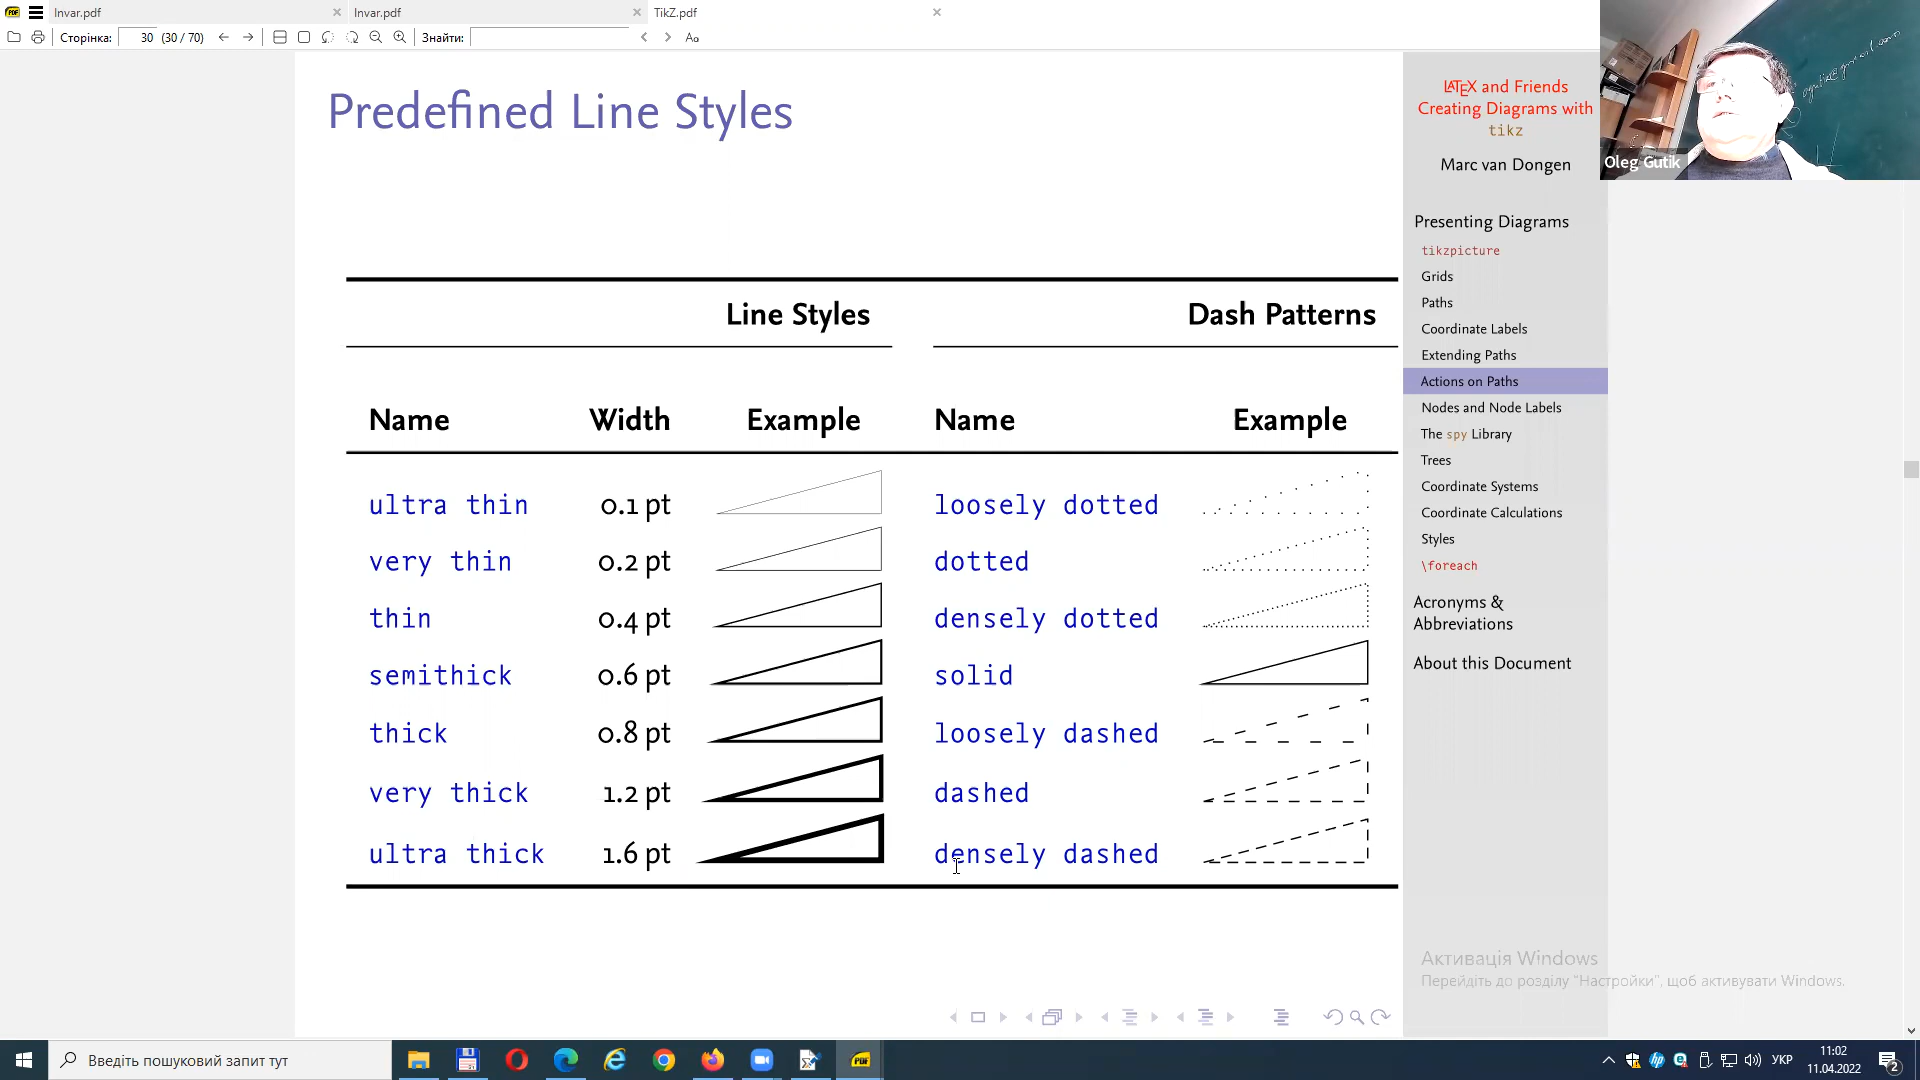 Invar.pdf
Invar.pdf
TikZ.pdf
Сторінка: 30 (30 / 70)
Знайти:
Aa
Predefined Line Styles
Line Styles Dash Patterns
Name Width Example Name Example
ultra thin 0.1 pt loosely dotted
very thin 0.2 pt dotted
thin 0.4 pt densely dotted
semithick 0.6 pt solid
thick 0.8 pt loosely dashed
very thick 1.2 pt dashed
ultra thick 1.6 pt densely dashed
LATEX and Friends
Creating Diagrams with
tikz
Marc van Dongen
Presenting Diagrams
tikzpicture
Grids
Paths
Coordinate Labels
Extending Paths
Actions on Paths
Nodes and Node Labels
The spy Library
Trees
Coordinate Systems
Coordinate Calculations
Styles
\foreach
Acronyms &
Abbreviations
About this Document
Oleg Gutik
Активація Windows
Перейдіть до розділу "Настройки", щоб активувати Windows.
Введіть пошуковий запит тут
PDF
УКР
11:02
11.04.2022
2